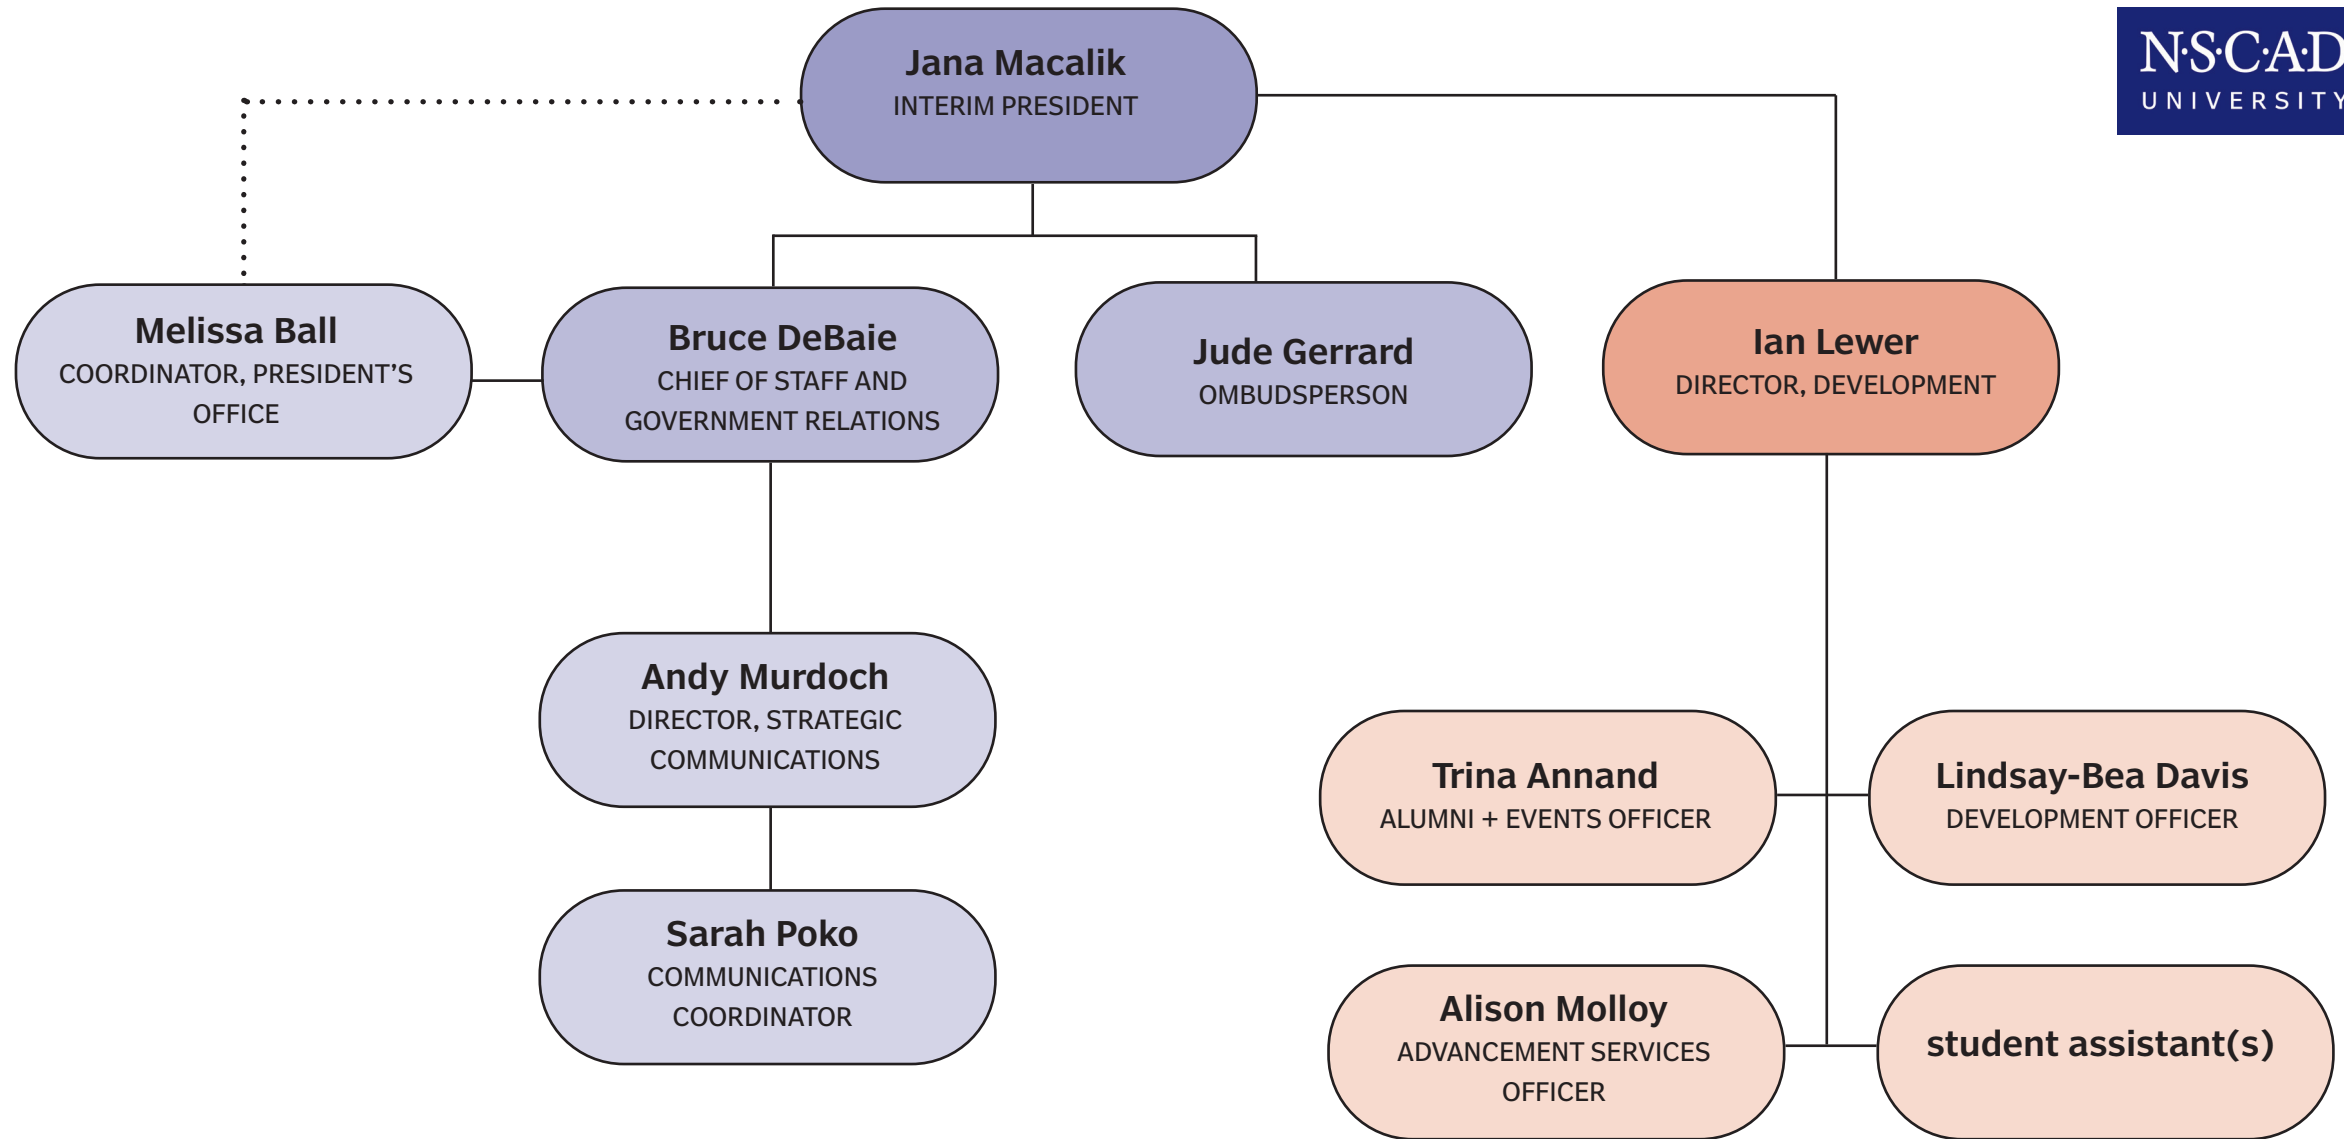 Jana Macalik
INTERIM PRESIDENT
N·S·C·A·D
UNIVERSITY
Melissa Ball
COORDINATOR, PRESIDENT’S
OFFICE
Bruce DeBaie
CHIEF OF STAFF AND
GOVERNMENT RELATIONS
Jude Gerrard
OMBUDSPERSON
Ian Lewer
DIRECTOR, DEVELOPMENT
Andy Murdoch
DIRECTOR, STRATEGIC
COMMUNICATIONS
Trina Annand
ALUMNI + EVENTS OFFICER
Lindsay-Bea Davis
DEVELOPMENT OFFICER
Sarah Poko
COMMUNICATIONS
COORDINATOR
Alison Molloy
ADVANCEMENT SERVICES
OFFICER
student assistant(s)